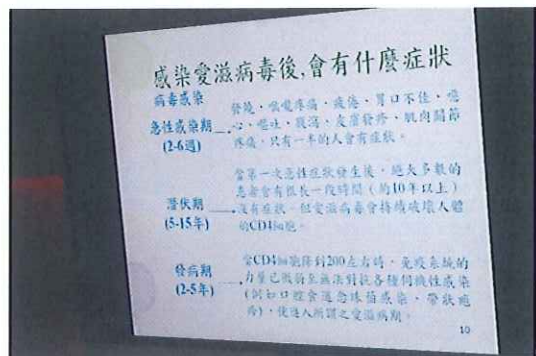 感染愛滋病毒後,會有什麼症狀
病毒感染
發燒、喉嚨疼痛、疲倦、胃口不佳、噁
急性感染期
心、嘔吐、腹瀉、皮膚發疹、肌肉關節
(2-6週)
疼痛,只有一半的人會有症狀。
當第一次急性症狀發生後,絕大多數的
患者會有很長一段時間(約10年以上)
潛伏期
沒有症狀,但愛滋病毒會持續破壞人體
(5-15年)
的CD4細胞。
當CD4細胞降到200左右時,免疫系統的
發病期
力量已微弱至無法對抗各種伺機性感染
(2-5年)
(例如口腔食道念珠菌感染、帶狀疱
疹),便進入所謂之愛滋病期。
10